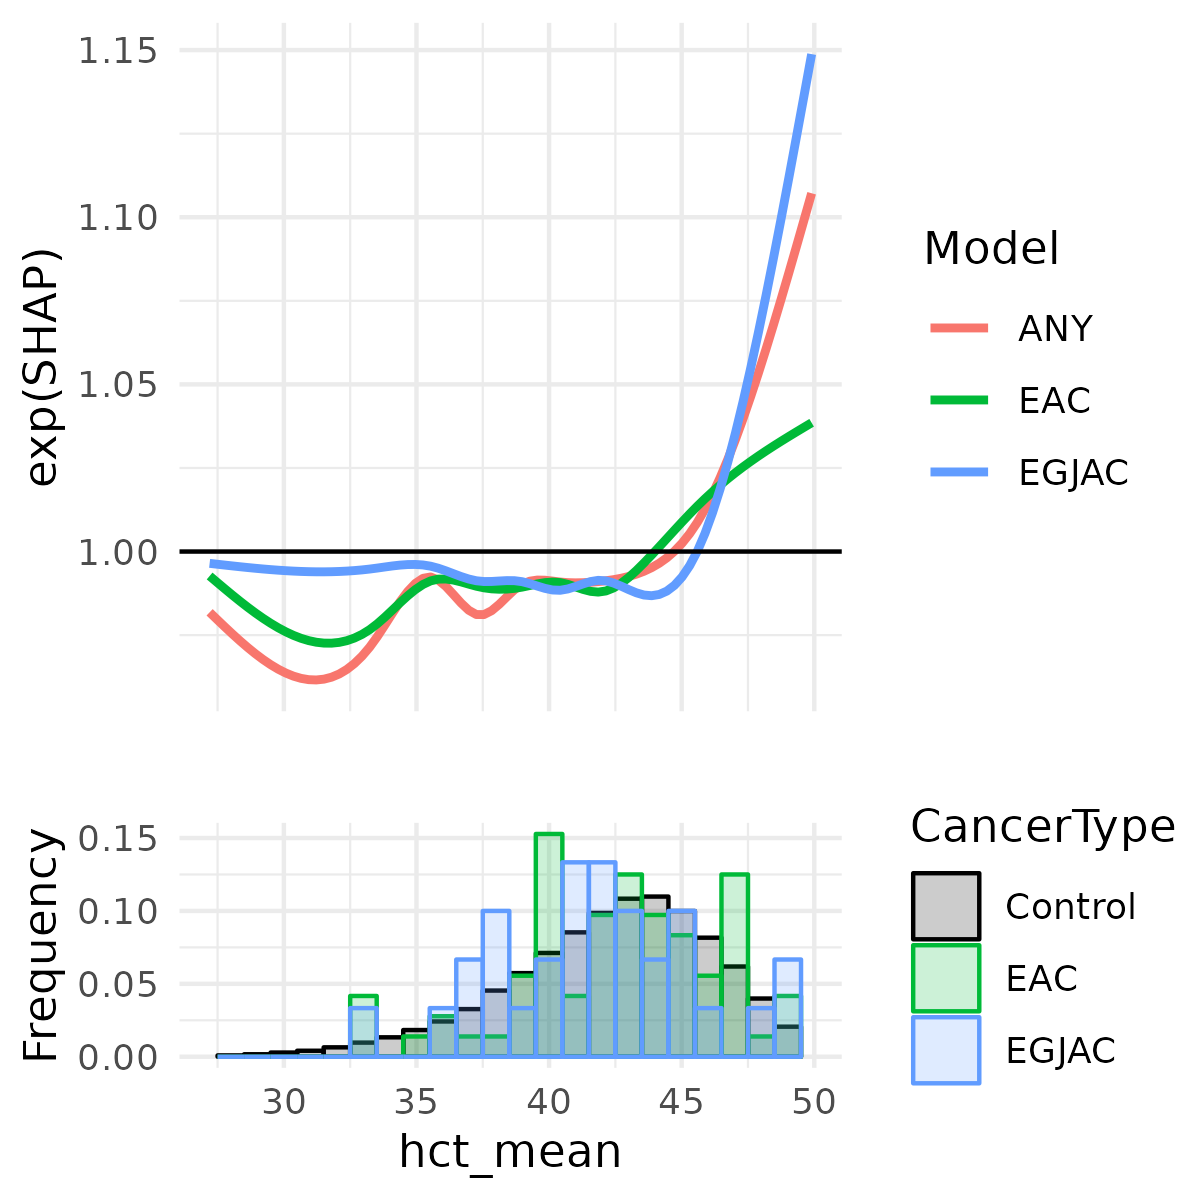 1.15
1.10
1.05
1.00
exp(SHAP)
Model
ANY
EAC
EGJAC
0.15
0.10
0.05
0.00
Frequency
30 35 40 45 50
hct_mean
CancerType
Control
EAC
EGJAC